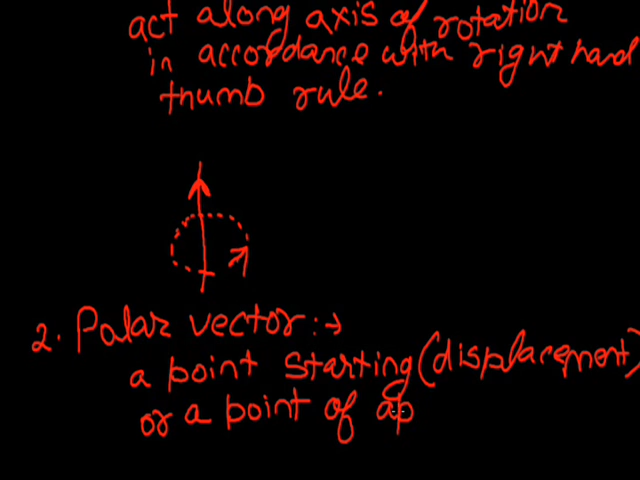 act along axis of rotation
in accordance with right hand
thumb rule.
2. Polar vector :→
a point starting (displacement)
or a point of ap